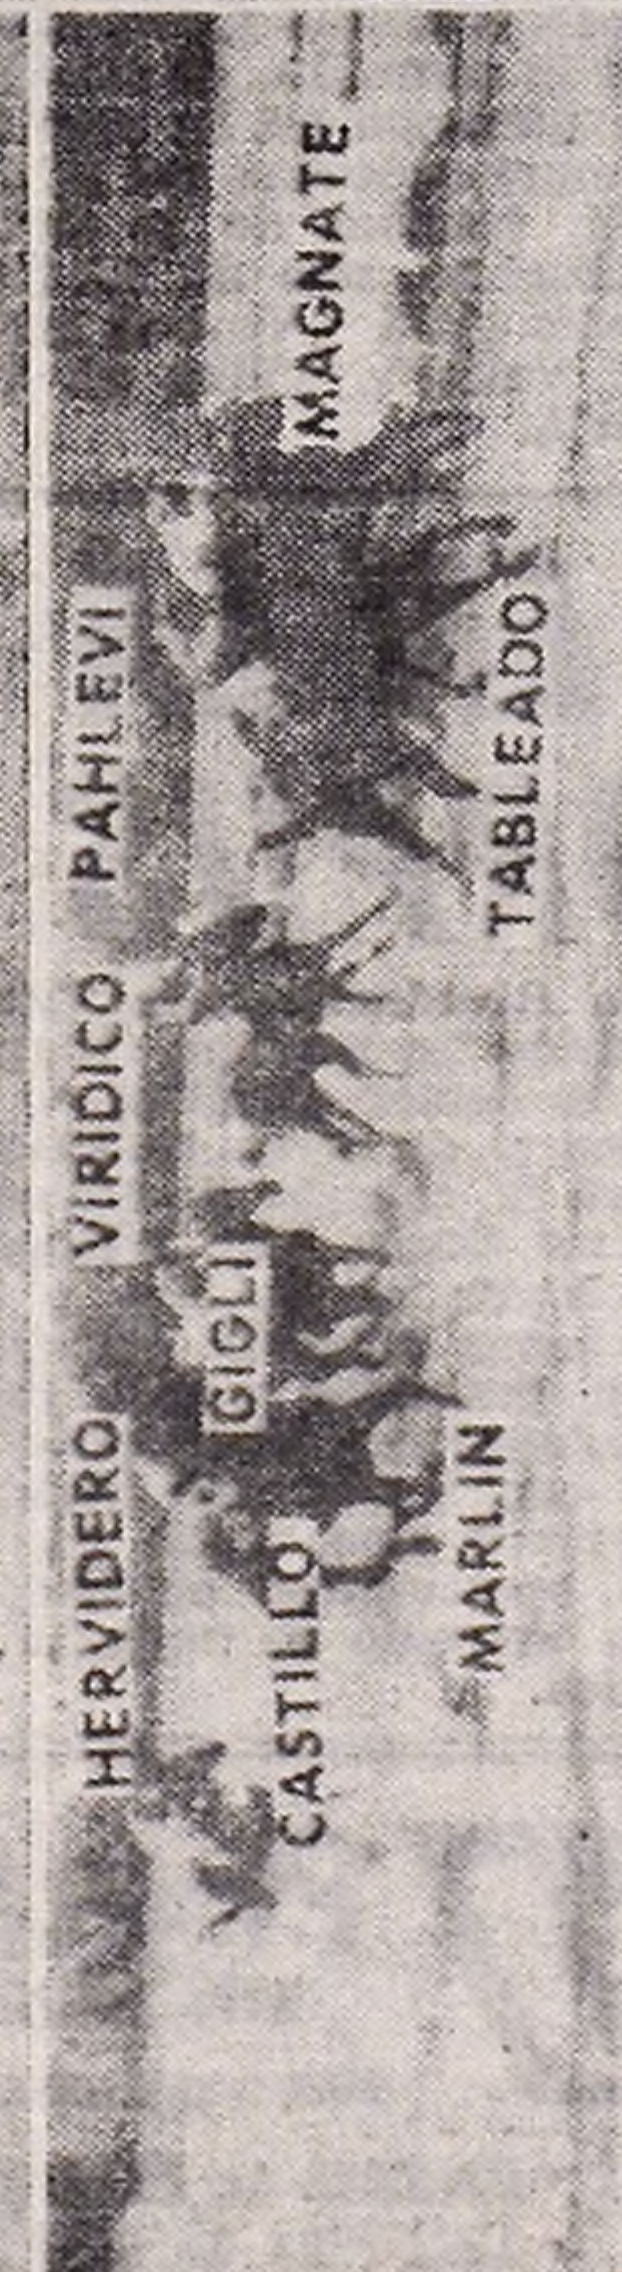 HERVIDERO
VIRIDICO
PAHLEVI
GIGLI
CASTILLO
MAGNATE
MARLIN
TABLEADO